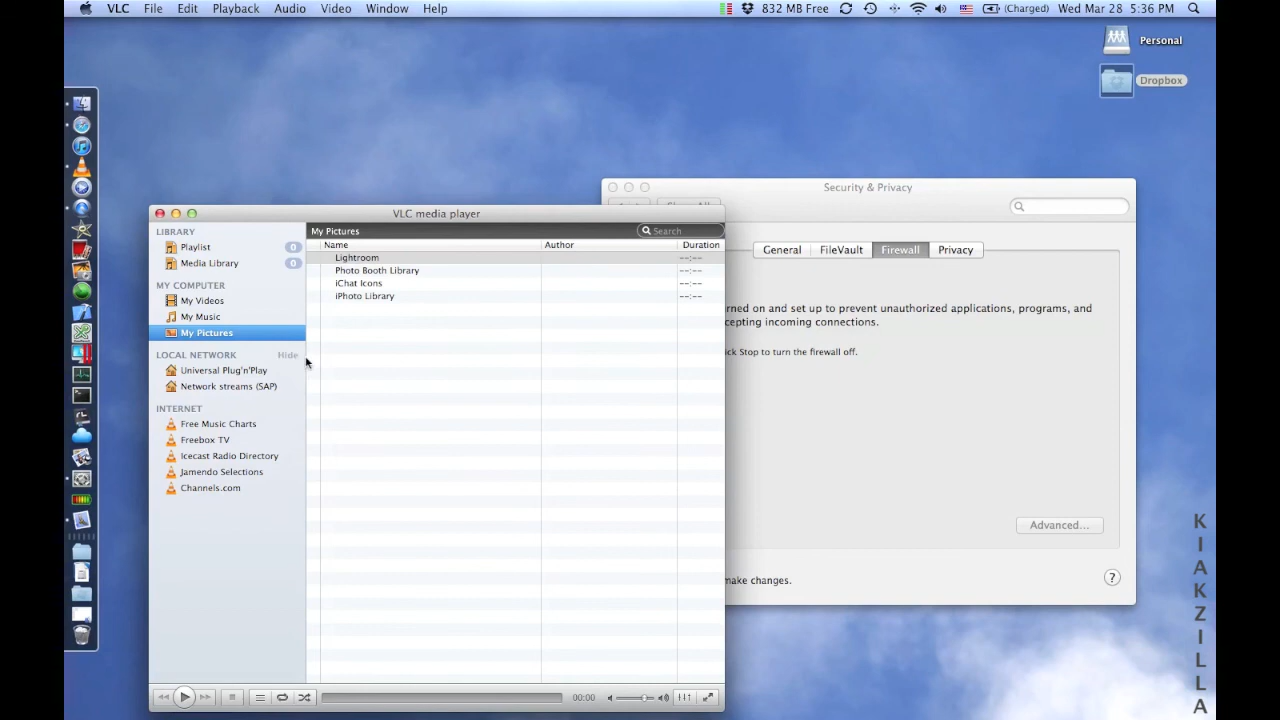 VLC File Edit Playback Audio Video Window Help 832 MB Free (Charged) Wed Mar 28 5:36 PM
Personal
Dropbox
Security & Privacy
General FileVault Firewall Privacy
rned on and set up to prevent unauthorized applications, programs, and
cepting incoming connections.
ick Stop to turn the firewall off.
Advanced...
make changes.
?
VLC media player
LIBRARY
Playlist 0
Media Library 0
MY COMPUTER
My Videos
My Music
My Pictures
LOCAL NETWORK Hide
Universal Plug'n'Play
Network streams (SAP)
INTERNET
Free Music Charts
Freebox TV
Icecast Radio Directory
Jamendo Selections
Channels.com
My Pictures Search
Name Author Duration
Lightroom --:--
Photo Booth Library --:--
iChat Icons --:--
iPhoto Library --:--
00:00
KIAKZILLA